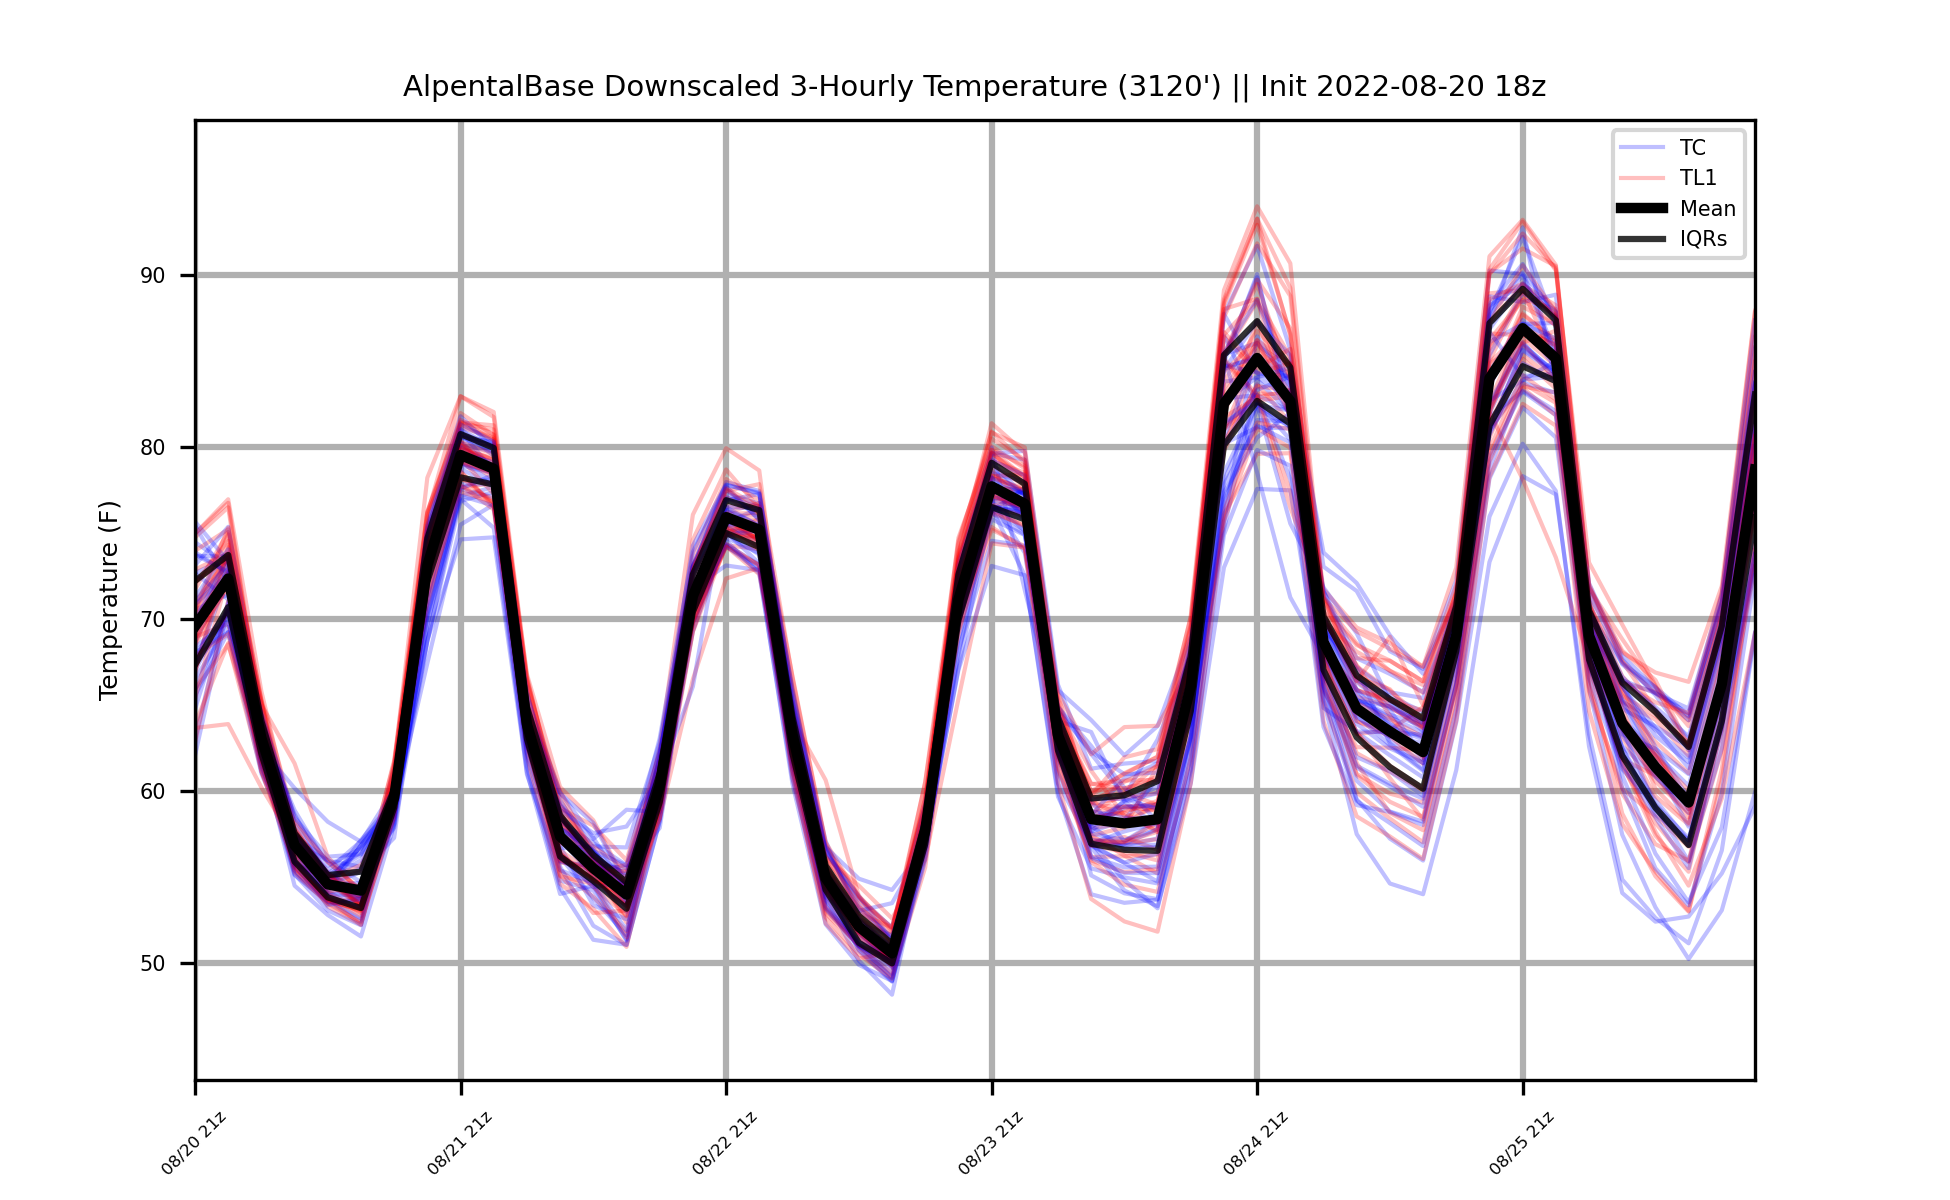 AlpentalBase Downscaled 3-Hourly Temperature (3120') || Init 2022-08-20 18z
TC
TL1
Mean
IQRs
Temperature (F)
90
80
70
60
50
08/20 21z
08/21 21z
08/22 21z
08/23 21z
08/24 21z
08/25 21z